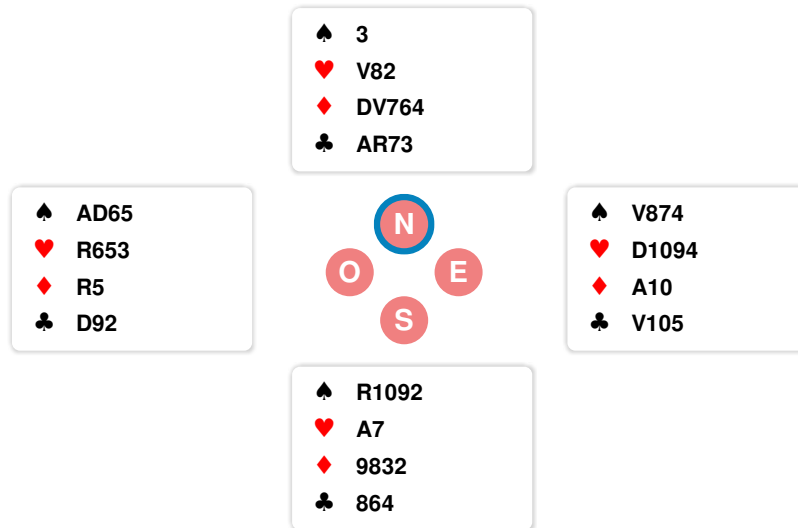 ♠ 3
♥ V82
♦ DV764
♣ AR73
♠ AD65
♥ R653
♦ R5
♣ D92
N
O E
S
♠ V874
♥ D1094
♦ A10
♣ V105
♠ R1092
♥ A7
♦ 9832
♣ 864